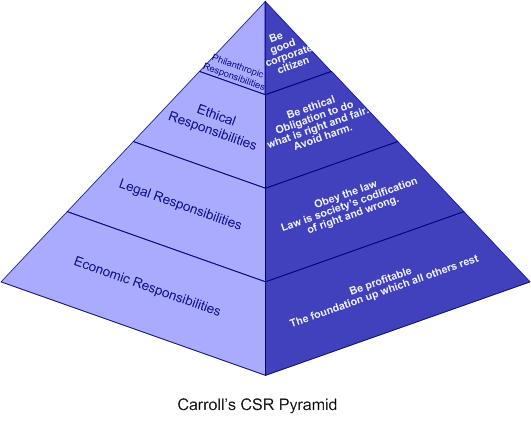 Philanthropic
Responsibilities
Be
good
corporate
citizen
Ethical
Responsibilities
Be ethical
Obligation to do
what is right and fair.
Avoid harm.
Legal Responsibilities
Obey the law
Law is society's codification
of right and wrong.
Economic Responsibilities
Be profitable
The foundation up which all others rest
Carroll's CSR Pyramid